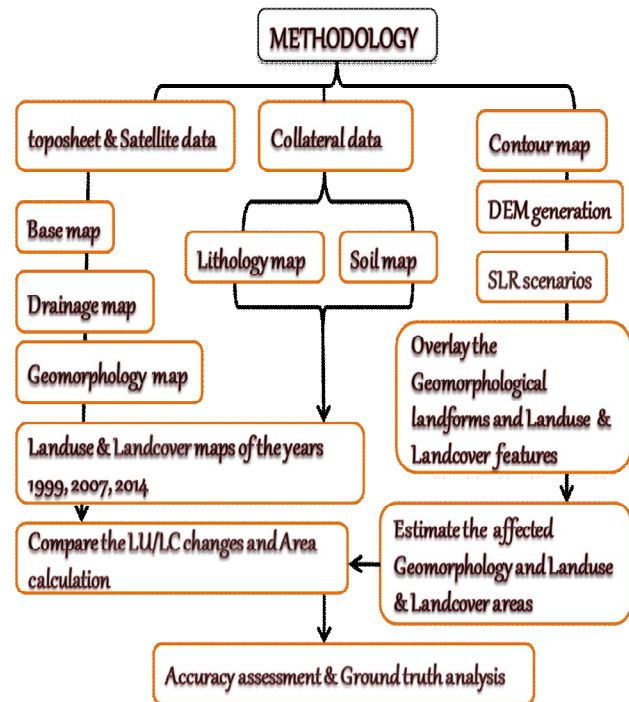 METHODOLOGY
toposheet & Satellite data
Collateral data
Contour map
Base map
Drainage map
Geomorphology map
Lithology map
Soil map
DEM generation
SLR scenarios
Overlay the
Geomorphological
landforms and Landuse &
Landcover features
Landuse & Landcover maps of the years
1999, 2007, 2014
Compare the LU/LC changes and Area
calculation
Estimate the affected
Geomorphology and Landuse
& Landcover areas
Accuracy assessment & Ground truth analysis